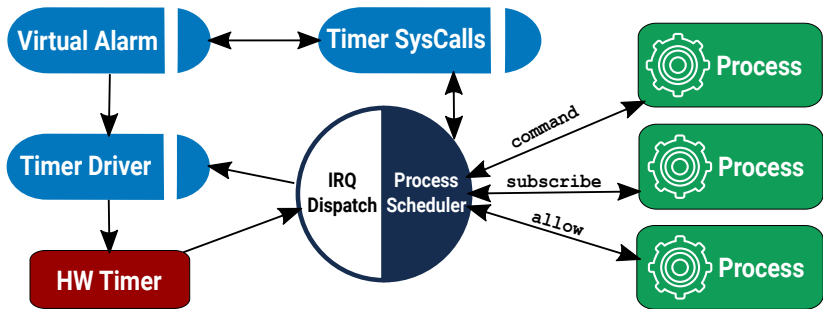 Virtual Alarm
Timer SysCalls
Process
command
Timer Driver
IRQ
Dispatch
Process
Scheduler
subscribe
Process
allow
HW Timer
Process